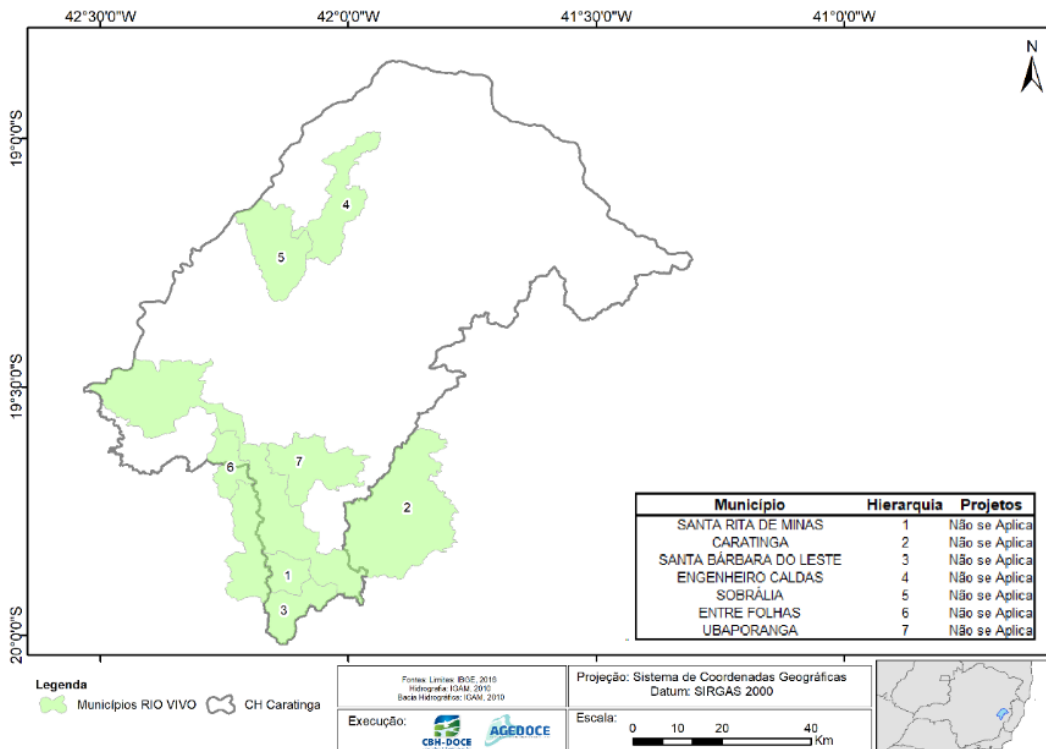 42°30'0"W 42°0'0"W 41°30'0"W 41°0'0"W
N
19°0'0"S
19°30'0"S
20°0'0"S
4
5
6
7
2
1
3
Município Hierarquia Projetos
SANTA RITA DE MINAS 1 Não se Aplica
CARATINGA 2 Não se Aplica
SANTA BÁRBARA DO LESTE 3 Não se Aplica
ENGENHEIRO CALDAS 4 Não se Aplica
SOBRÁLIA 5 Não se Aplica
ENTRE FOLHAS 6 Não se Aplica
UBAPORANGA 7 Não se Aplica
Legenda
Municípios RIO VIVO CH Caratinga
Fontes: Limites: IBGE, 2016
Hidrografia: IGAM, 2010
Bacia Hidrográfica: IGAM, 2010
Execução:
CBH-DOCE
AGEDOCE
Projeção: Sistema de Coordenadas Geográficas
Datum: SIRGAS 2000
Escala:
0 10 20 40
Km